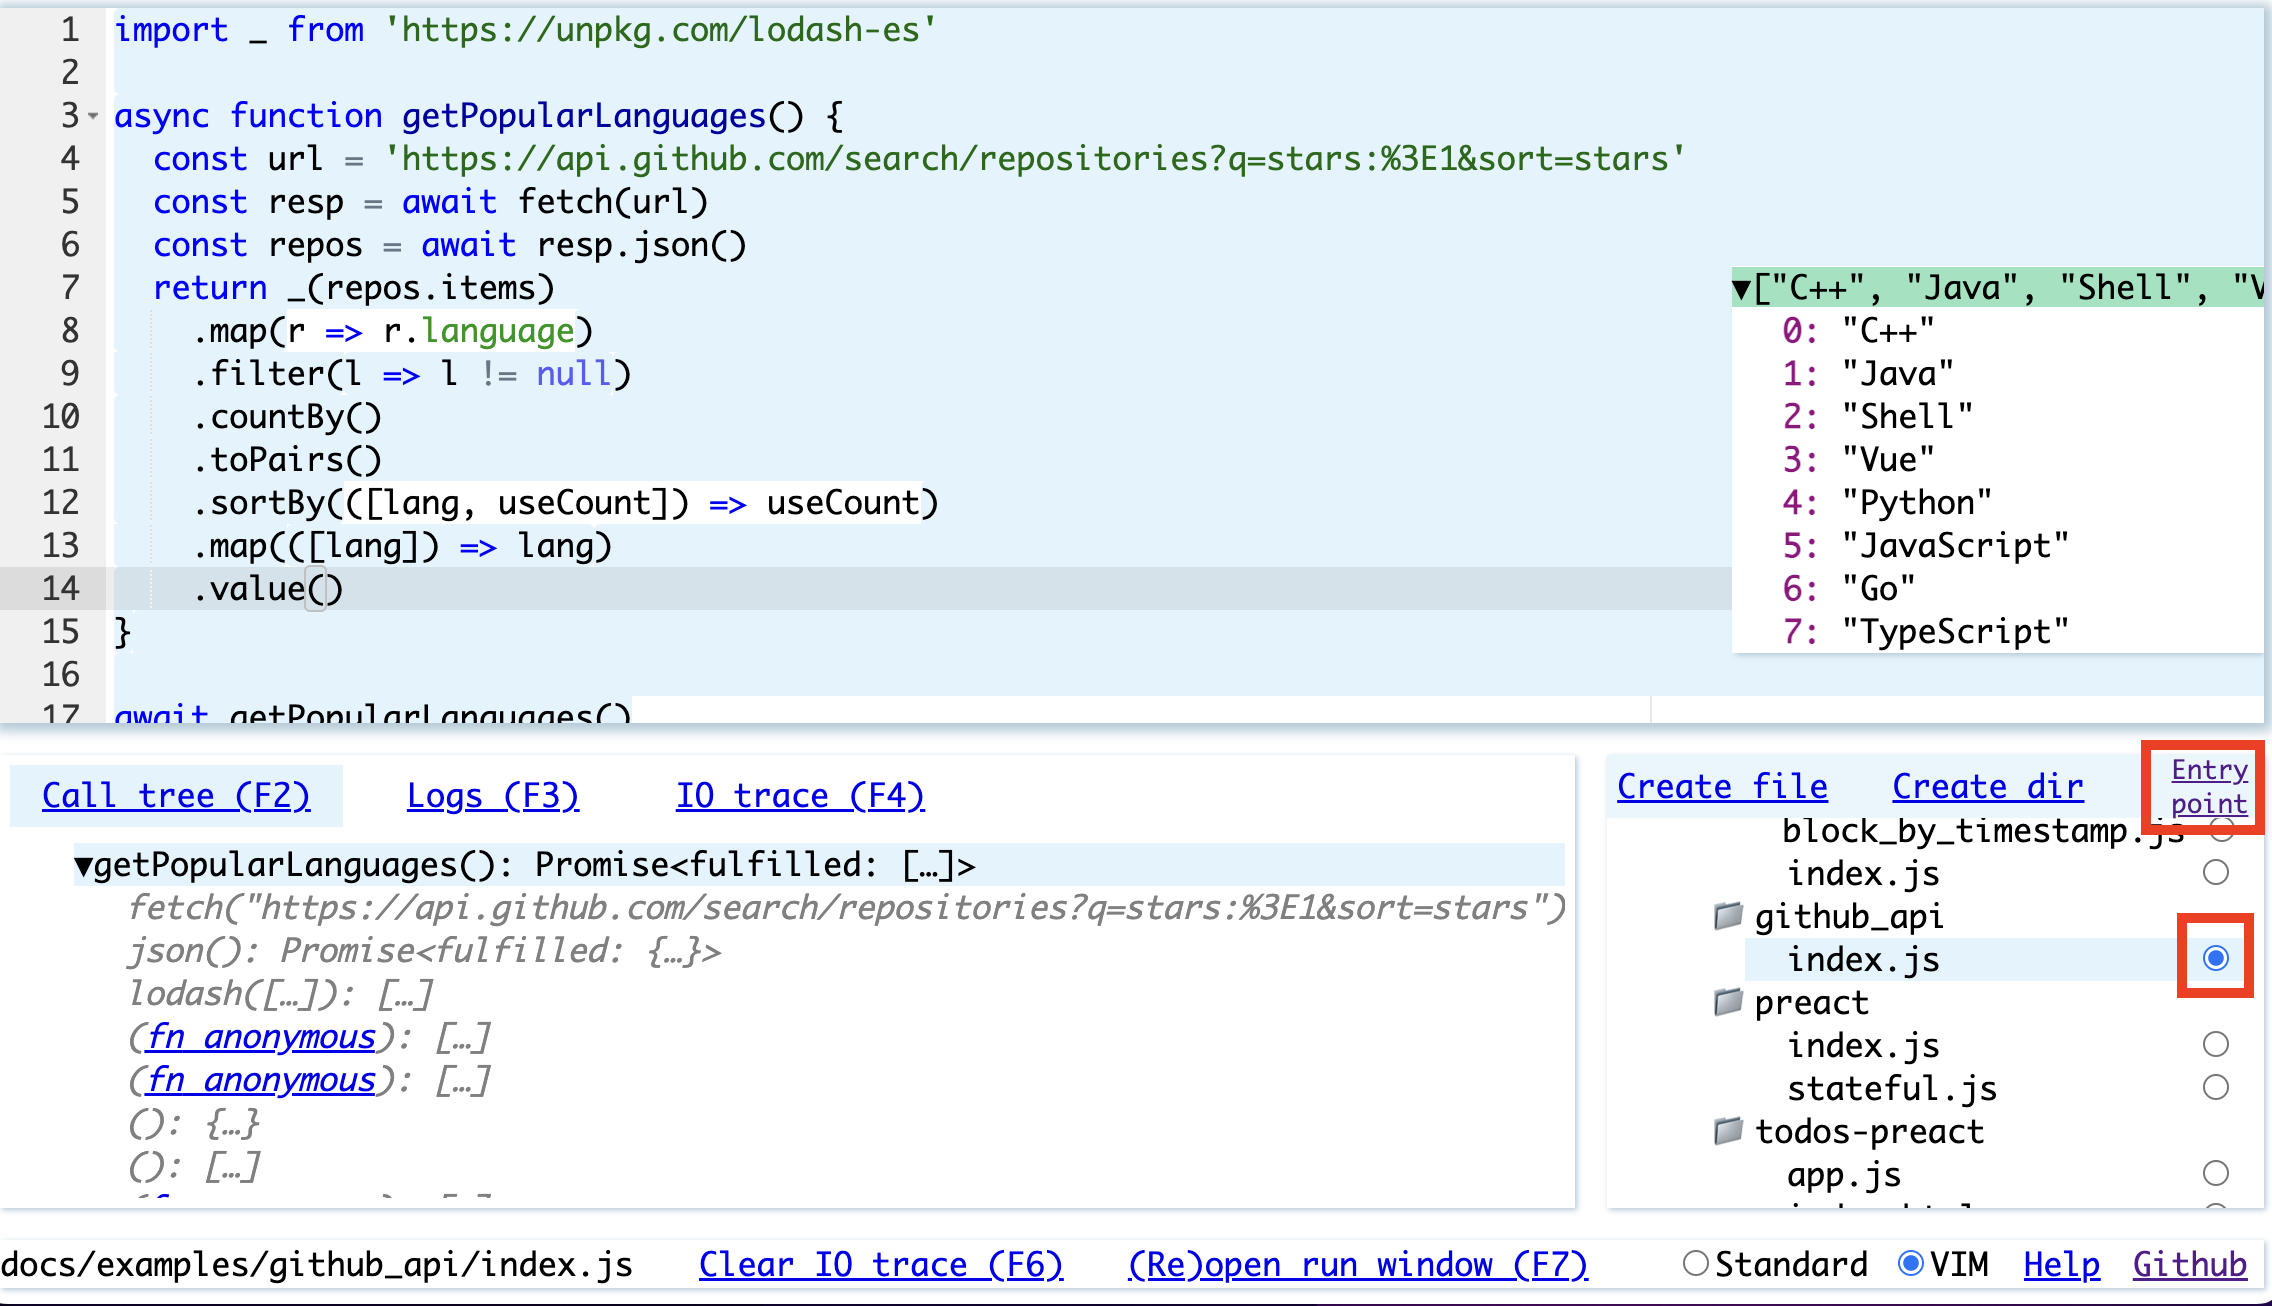 1 import _ from 'https://unpkg.com/lodash-es'
2
3 async function getPopularLanguages() {
4 const url = 'https://api.github.com/search/repositories?q=stars:%3E1&sort=stars'
5 const resp = await fetch(url)
6 const repos = await resp.json()
7 return _(repos.items)
8 .map(r => r.language)
9 .filter(l => l != null)
10 .countBy()
11 .toPairs()
12 .sortBy(([lang, useCount]) => useCount)
13 .map(([lang]) => lang)
14 .value()
15 }
16
17 await getPopularLanguages()
▼["C++", "Java", "Shell", "V
0: "C++"
1: "Java"
2: "Shell"
3: "Vue"
4: "Python"
5: "JavaScript"
6: "Go"
7: "TypeScript"
Call tree (F2) Logs (F3) IO trace (F4)
▼getPopularLanguages(): Promise<fulfilled: […]>
fetch("https://api.github.com/search/repositories?q=stars:%3E1&sort=stars")
json(): Promise<fulfilled: {…}>
lodash([…]): […]
(fn anonymous): […]
(fn anonymous): […]
(): {…}
(): […]
Create file Create dir Entry
point
block_by_timestamp.js
index.js
github_api
index.js
preact
index.js
stateful.js
todos-preact
app.js
docs/examples/github_api/index.js Clear IO trace (F6) (Re)open run window (F7) Standard VIM Help Github